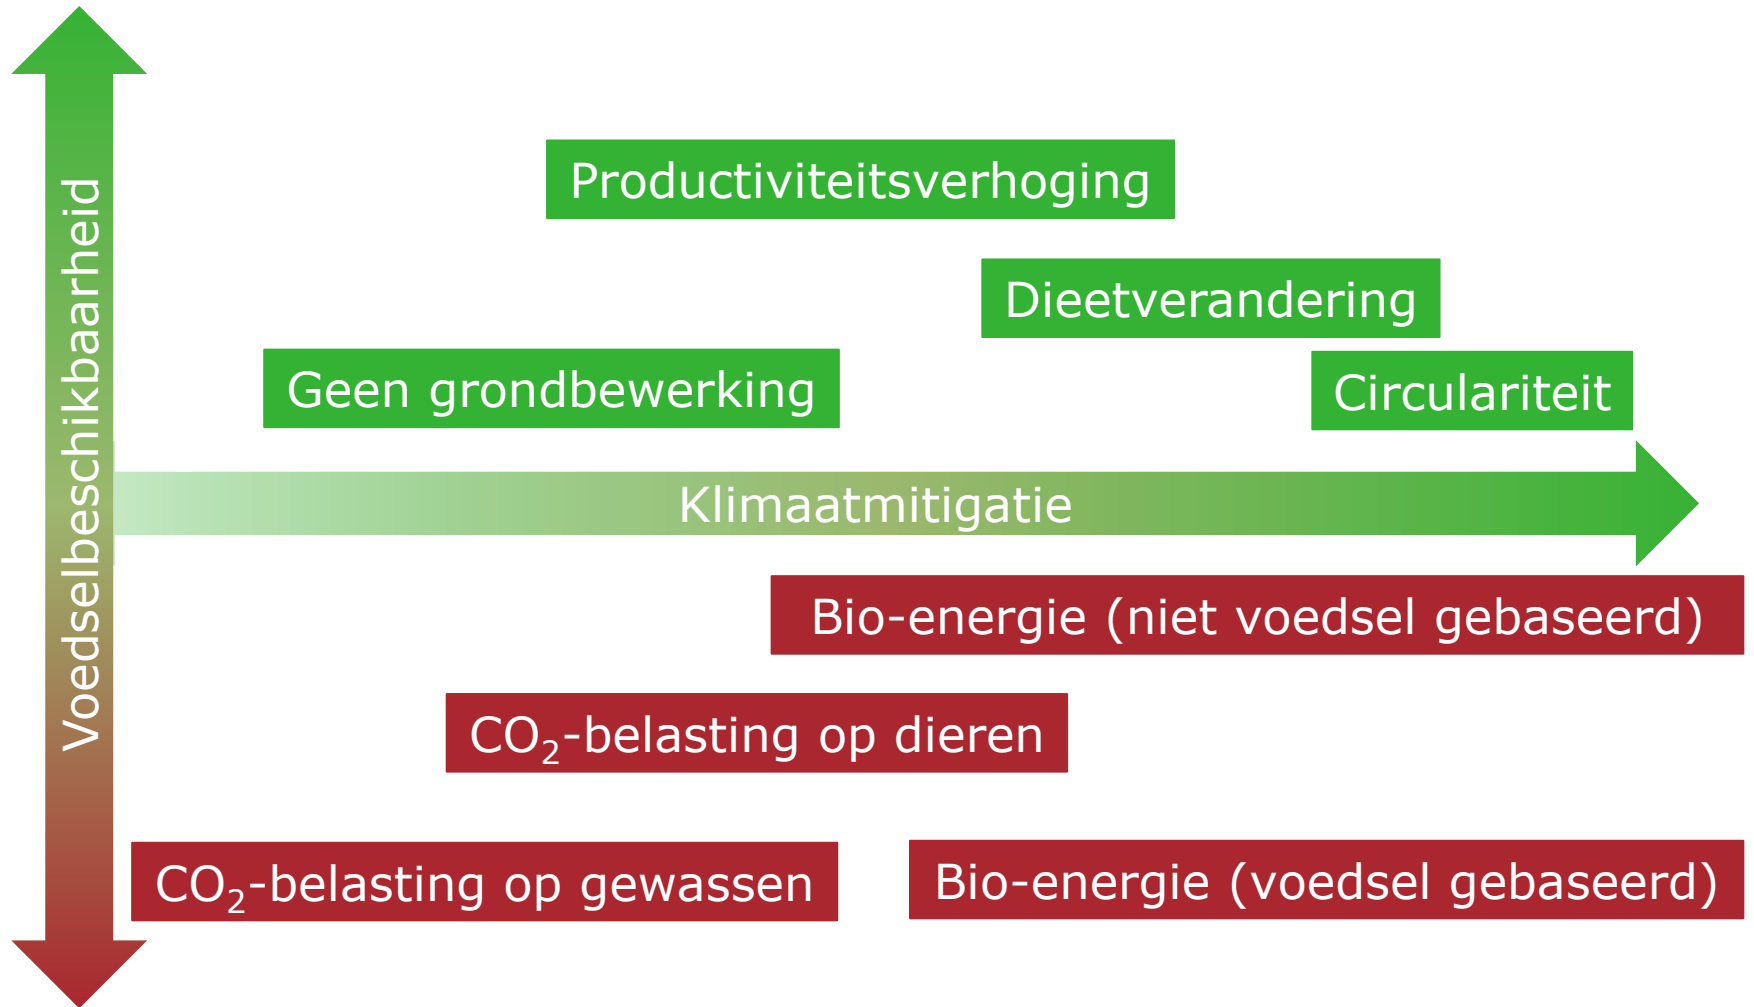 Voedselbeschikbaarheid
Productiviteitsverhoging
Dieetverandering
Geen grondbewerking
Circulariteit
Klimaatmitigatie
Bio-energie (niet voedsel gebaseerd)
CO₂-belasting op dieren
CO₂-belasting op gewassen
Bio-energie (voedsel gebaseerd)